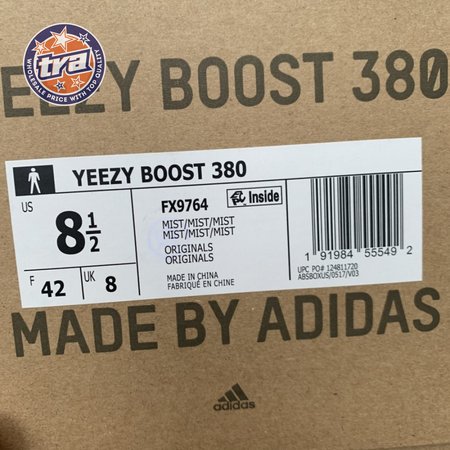 tra
WHOLESALE PRICE WITH TOP QUALITY
EEZY BOOST 380
YEEZY BOOST 380
US
8 1/2
F 42
UK 8
FX9764
Inside
MIST/MIST/MIST
MIST/MIST/MIST
ORIGINALS
ORIGINALS
MADE IN CHINA
FABRIQUÉ EN CHINE
1 91984 55549 2
UPC PO# 124811720
ABSBOXUS/0517/V03
MADE BY ADIDAS
adidas